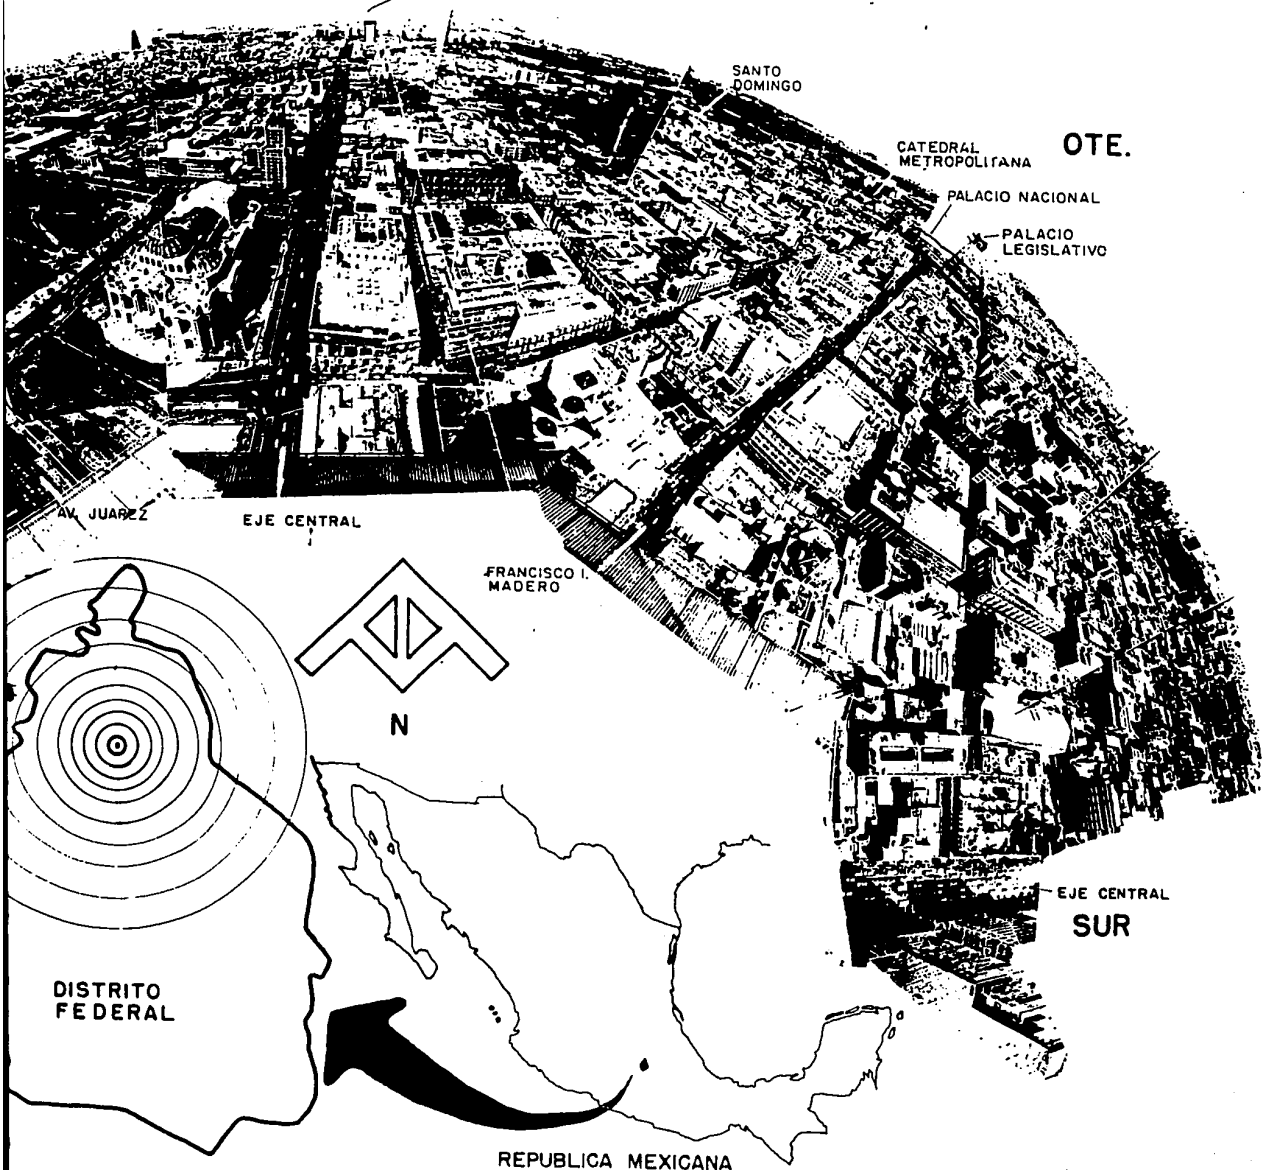 SANTO
DOMINGO
CATEDRAL
METROPOLITANA
OTE.
PALACIO NACIONAL
PALACIO
LEGISLATIVO
AV. JUAREZ
EJE CENTRAL
FRANCISCO I.
MADERO
N
EJE CENTRAL
SUR
DISTRITO
FEDERAL
REPUBLICA MEXICANA